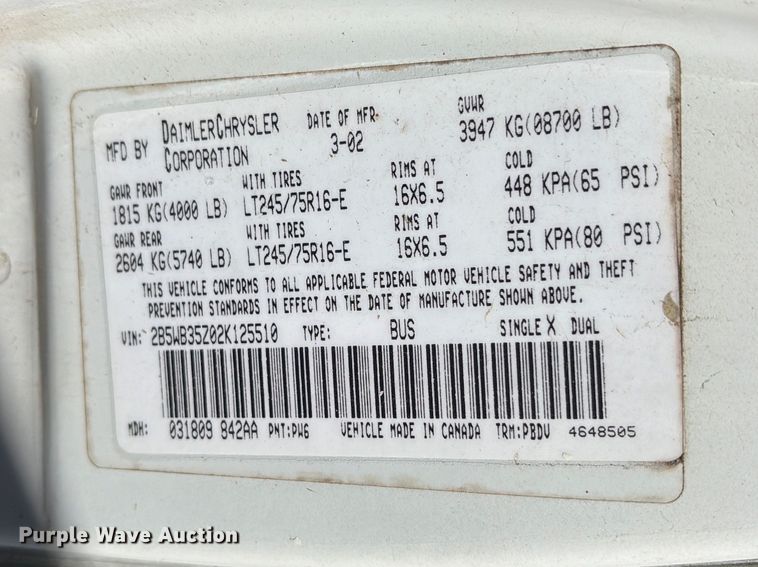 MFD BY DAIMLERCHRYSLER CORPORATION DATE OF MFR 3-02 GVWR 3947 KG(08700 LB)
GAWR FRONT WITH TIRES RIMS AT COLD
1815 KG(4000 LB) LT245/75R16-E 16X6.5 448 KPA(65 PSI)
GAWR REAR WITH TIRES RIMS AT COLD
2604 KG(5740 LB) LT245/75R16-E 16X6.5 551 KPA(80 PSI)
THIS VEHICLE CONFORMS TO ALL APPLICABLE FEDERAL MOTOR VEHICLE SAFETY AND THEFT
PREVENTION STANDARDS IN EFFECT ON THE DATE OF MANUFACTURE SHOWN ABOVE.
VIN: 2B5WB35Z02K125510 TYPE: BUS SINGLE X DUAL
MDH: 031809 842AA PNT:PW6 VEHICLE MADE IN CANADA TRM:PBDV 4648505
Purple Wave Auction